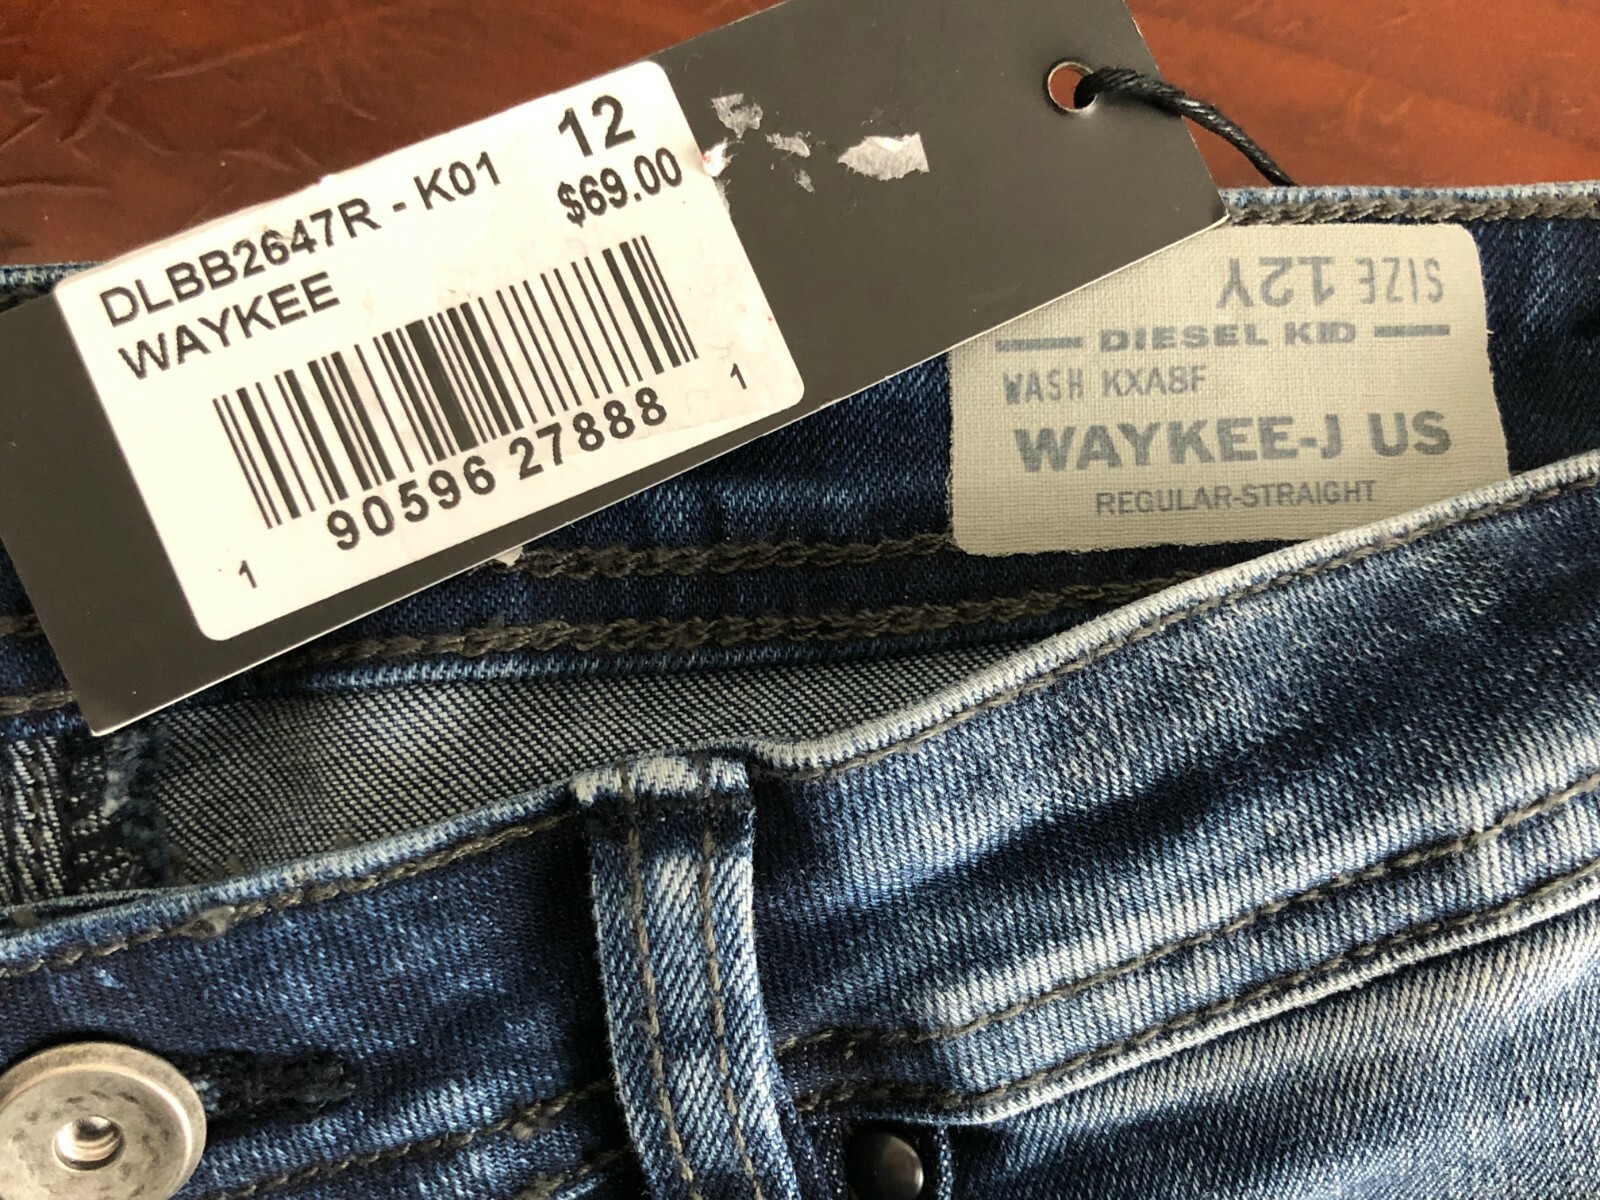 12
DLBB2647R - K01
$69.00
WAYKEE
1 90596 27888 1
SIZE 12Y
DIESEL KID
WASH KXA8F
WAYKEE-J US
REGULAR-STRAIGHT